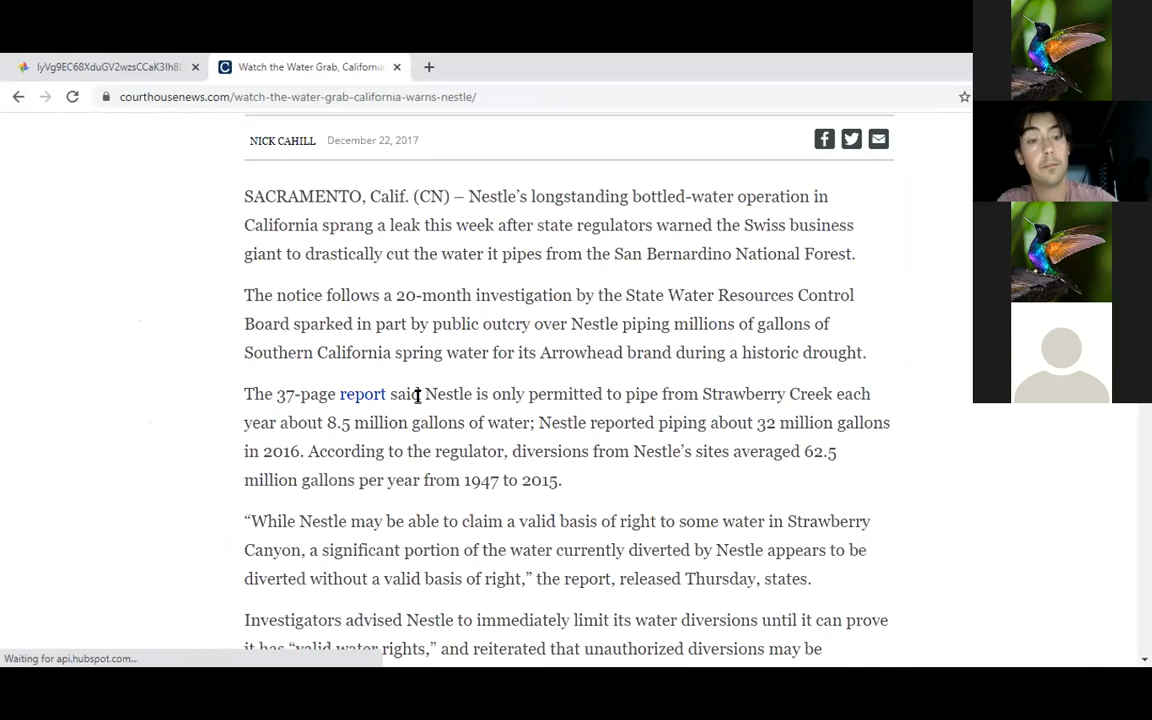 lyVg9EC68XduGV2wzsCCaK3Ih8
Watch the Water Grab, California
courthousenews.com/watch-the-water-grab-california-warns-nestle/
NICK CAHILL December 22, 2017
SACRAMENTO, Calif. (CN) – Nestle’s longstanding bottled-water operation in
California sprang a leak this week after state regulators warned the Swiss business
giant to drastically cut the water it pipes from the San Bernardino National Forest.
The notice follows a 20-month investigation by the State Water Resources Control
Board sparked in part by public outcry over Nestle piping millions of gallons of
Southern California spring water for its Arrowhead brand during a historic drought.
The 37-page report said Nestle is only permitted to pipe from Strawberry Creek each
year about 8.5 million gallons of water; Nestle reported piping about 32 million gallons
in 2016. According to the regulator, diversions from Nestle’s sites averaged 62.5
million gallons per year from 1947 to 2015.
“While Nestle may be able to claim a valid basis of right to some water in Strawberry
Canyon, a significant portion of the water currently diverted by Nestle appears to be
diverted without a valid basis of right,” the report, released Thursday, states.
Investigators advised Nestle to immediately limit its water diversions until it can prove
it has “valid water rights,” and reiterated that unauthorized diversions may be
Waiting for api.hubspot.com...